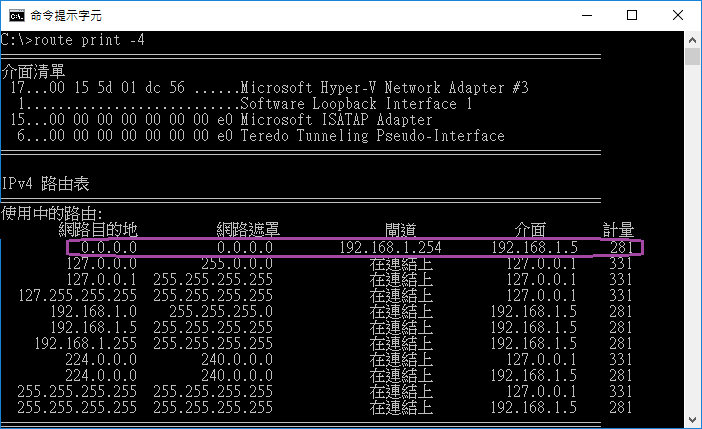 命令提示字元
C:\>route print -4
介面清單
17...00 15 5d 01 dc 56 ......Microsoft Hyper-V Network Adapter #3
1...........................Software Loopback Interface 1
15...00 00 00 00 00 00 00 e0 Microsoft ISATAP Adapter
6...00 00 00 00 00 00 00 e0 Teredo Tunneling Pseudo-Interface
IPv4 路由表
使用中的路由:
網路目的地 網路遮罩 閘道 介面 計量
0.0.0.0 0.0.0.0 192.168.1.254 192.168.1.5 281
127.0.0.0 255.0.0.0 在連結上 127.0.0.1 331
127.0.0.1 255.255.255.255 在連結上 127.0.0.1 331
127.255.255.255 255.255.255.255 在連結上 127.0.0.1 331
192.168.1.0 255.255.255.0 在連結上 192.168.1.5 281
192.168.1.5 255.255.255.255 在連結上 192.168.1.5 281
192.168.1.255 255.255.255.255 在連結上 192.168.1.5 281
224.0.0.0 240.0.0.0 在連結上 127.0.0.1 331
224.0.0.0 240.0.0.0 在連結上 192.168.1.5 281
255.255.255.255 255.255.255.255 在連結上 127.0.0.1 331
255.255.255.255 255.255.255.255 在連結上 192.168.1.5 281